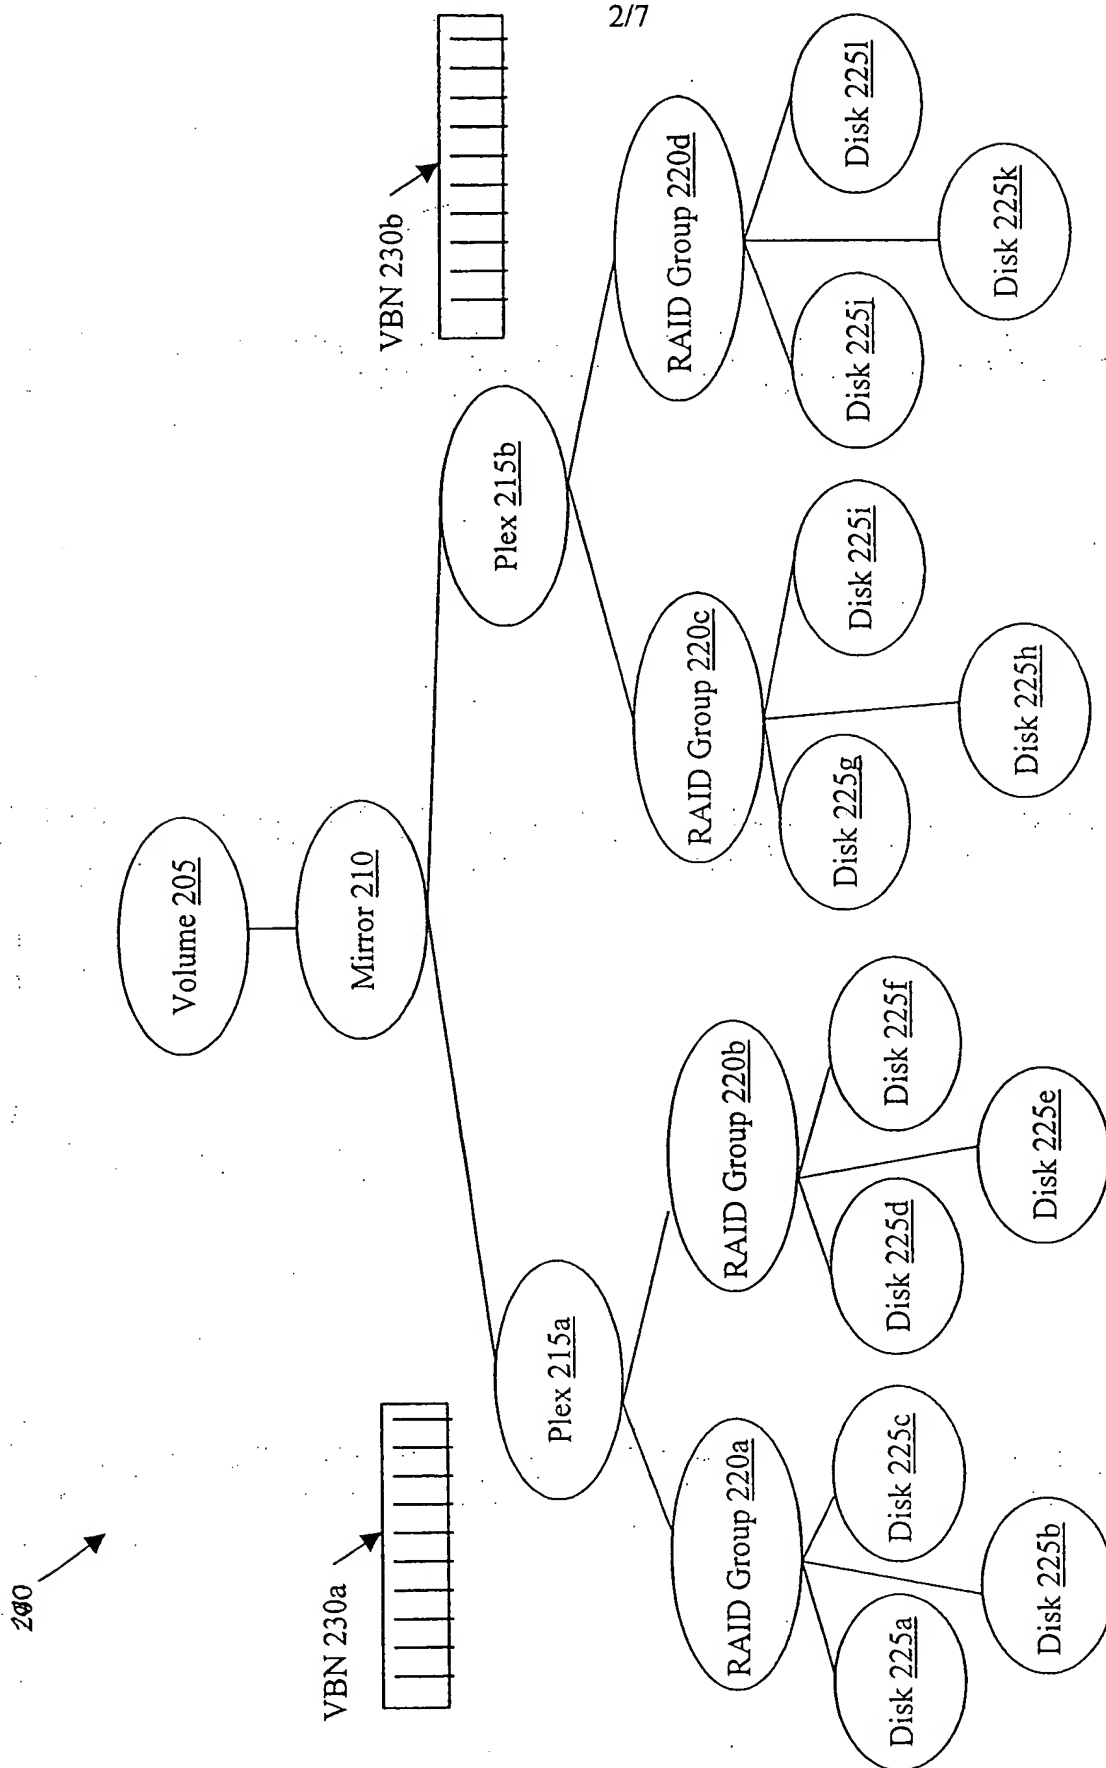 2/7
Volume 205
Mirror 210
VBN 230a
VBN 230b
Plex 215a
Plex 215b
RAID Group 220a
RAID Group 220b
RAID Group 220c
RAID Group 220d
Disk 225a
Disk 225b
Disk 225c
Disk 225d
Disk 225e
Disk 225f
Disk 225g
Disk 225h
Disk 225i
Disk 225j
Disk 225k
Disk 225l